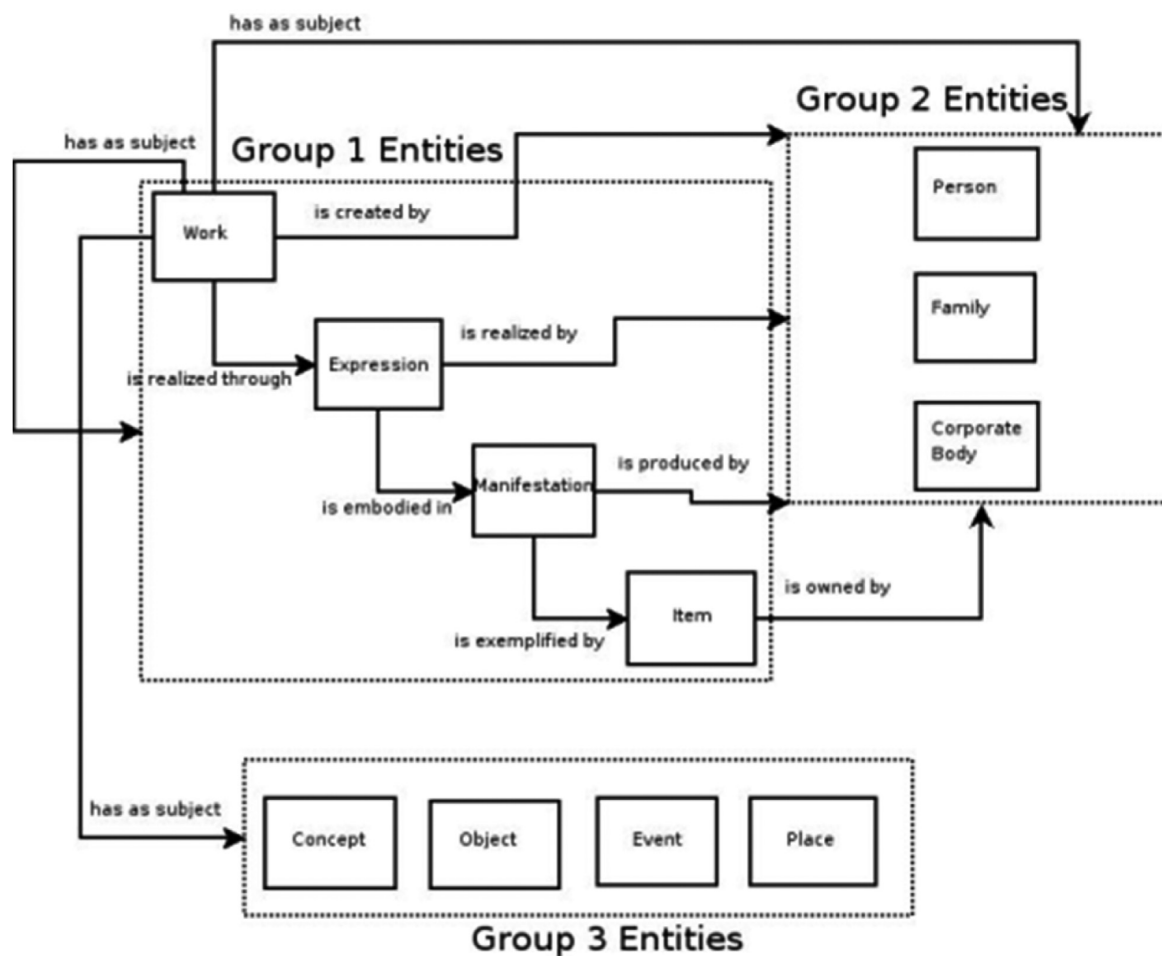 has as subject
Group 2 Entities
has as subject
Group 1 Entities
Person
is created by
Work
Family
is realized by
Expression
is realized through
Corporate
Body
is produced by
Manifestation
is embodied in
is owned by
Item
is exemplified by
has as subject
Concept
Object
Event
Place
Group 3 Entities